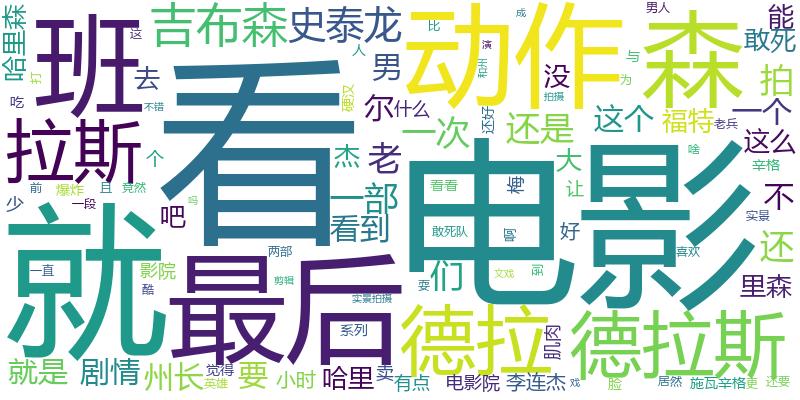 哈里森
班
吉布森
史泰龙
动作
森
能
敢死
这
人
比
成
演
男人
打
吃
不错
去
看
男
硬汉
尔
什么
没
和州
拍摄
与
为
拍
一个
拉斯
个
杰
老
一次
还好
还是
这个
福特
老兵
这么
少
前
爆炸
且
竟然
一段
吧
吗
一部
看到
电影
看看
梅
大
让
啥
辛格
不
就
敢死队
啊
好
实景
还
喜欢
一直
影院
酷
两部
剪辑
最后
们
耍
文戏
到
里森
实景拍摄
系列
德拉
肌肉
德拉斯
就是
剧情
州长
觉得
英雄
要
小时
哈里
卖
有点
电影院
李连杰
戏
脸
居然
施瓦辛格
更
还要